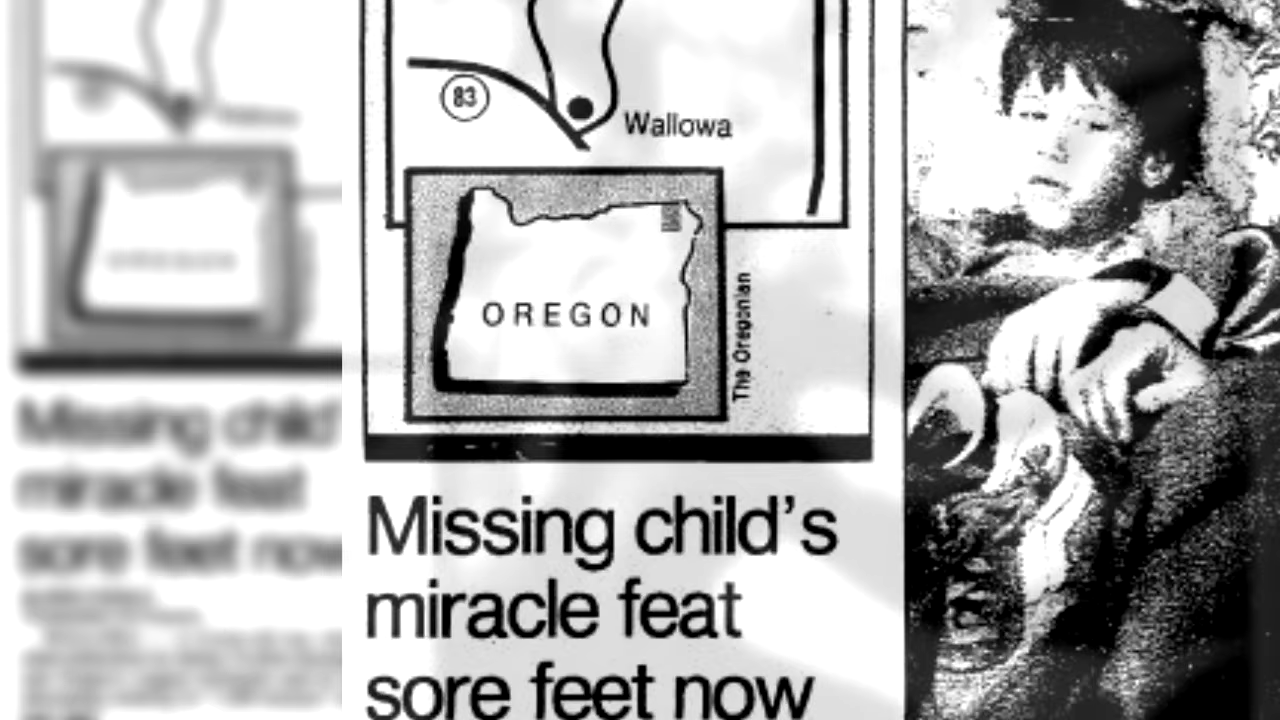 83
Wallowa
OREGON
The Oregonian
Missing child's
miracle feat
sore feet now